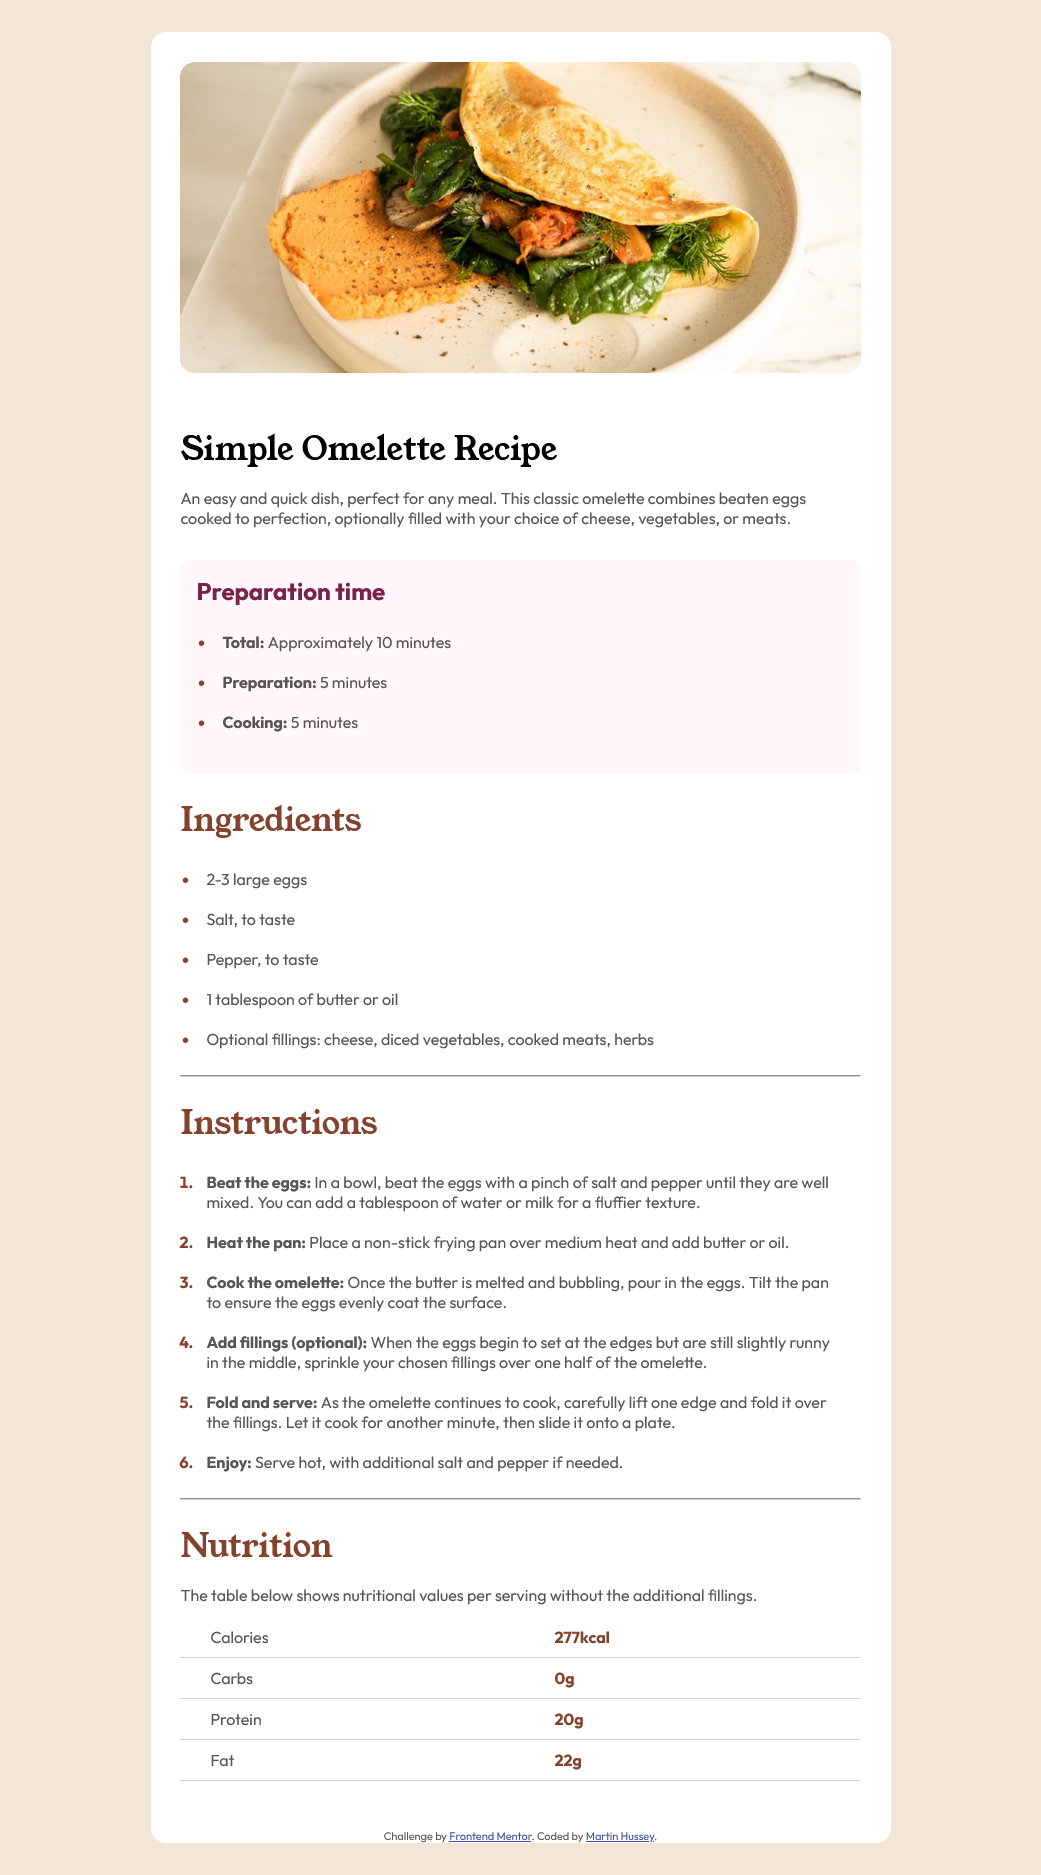 Simple Omelette Recipe
An easy and quick dish, perfect for any meal. This classic omelette combines beaten eggs
cooked to perfection, optionally filled with your choice of cheese, vegetables, or meats.
Preparation time
• Total: Approximately 10 minutes
• Preparation: 5 minutes
• Cooking: 5 minutes
Ingredients
• 2-3 large eggs
• Salt, to taste
• Pepper, to taste
• 1 tablespoon of butter or oil
• Optional fillings: cheese, diced vegetables, cooked meats, herbs
Instructions
1. Beat the eggs: In a bowl, beat the eggs with a pinch of salt and pepper until they are well
mixed. You can add a tablespoon of water or milk for a fluffier texture.
2. Heat the pan: Place a non-stick frying pan over medium heat and add butter or oil.
3. Cook the omelette: Once the butter is melted and bubbling, pour in the eggs. Tilt the pan
to ensure the eggs evenly coat the surface.
4. Add fillings (optional): When the eggs begin to set at the edges but are still slightly runny
in the middle, sprinkle your chosen fillings over one half of the omelette.
5. Fold and serve: As the omelette continues to cook, carefully lift one edge and fold it over
the fillings. Let it cook for another minute, then slide it onto a plate.
6. Enjoy: Serve hot, with additional salt and pepper if needed.
Nutrition
The table below shows nutritional values per serving without the additional fillings.
Calories 277kcal
Carbs 0g
Protein 20g
Fat 22g
Challenge by Frontend Mentor. Coded by Martin Hussey.